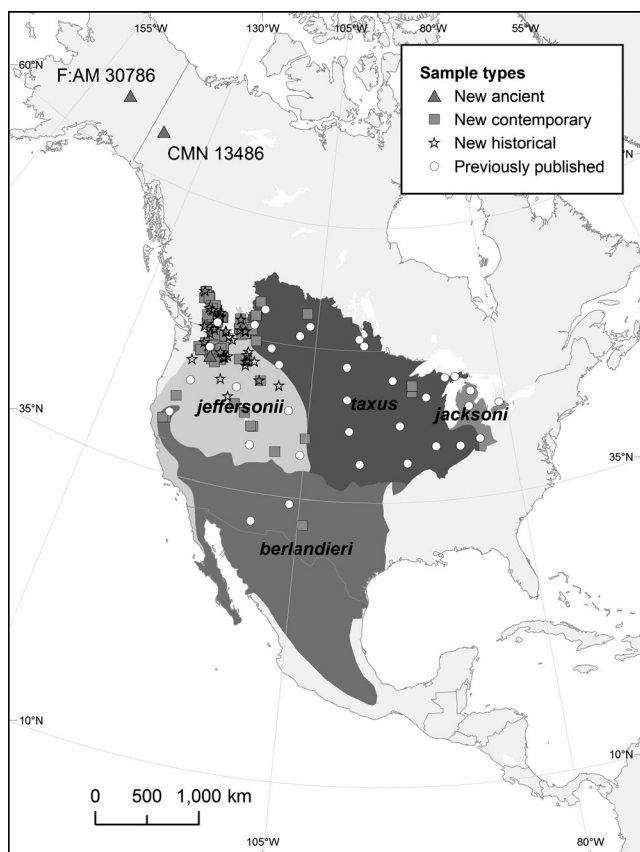 155°W
130°W
105°W
80°W
55°W
60°N
F:AM 30786
CMN 13486
Sample types
New ancient
New contemporary
New historical
Previously published
jeffersonii
taxus
jacksoni
berlandieri
35°N
35°N
10°N
10°N
0 500 1,000 km
105°W
80°W